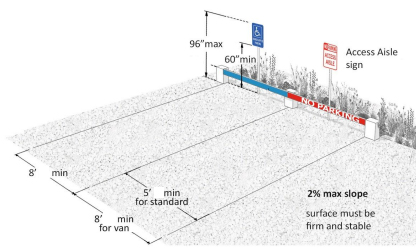 96”max
60”min
Access Aisle
sign
ACCESS
AISLE
NO PARKING
8’ min
5’ min
for standard
8’ min
for van
2% max slope
surface must be
firm and stable